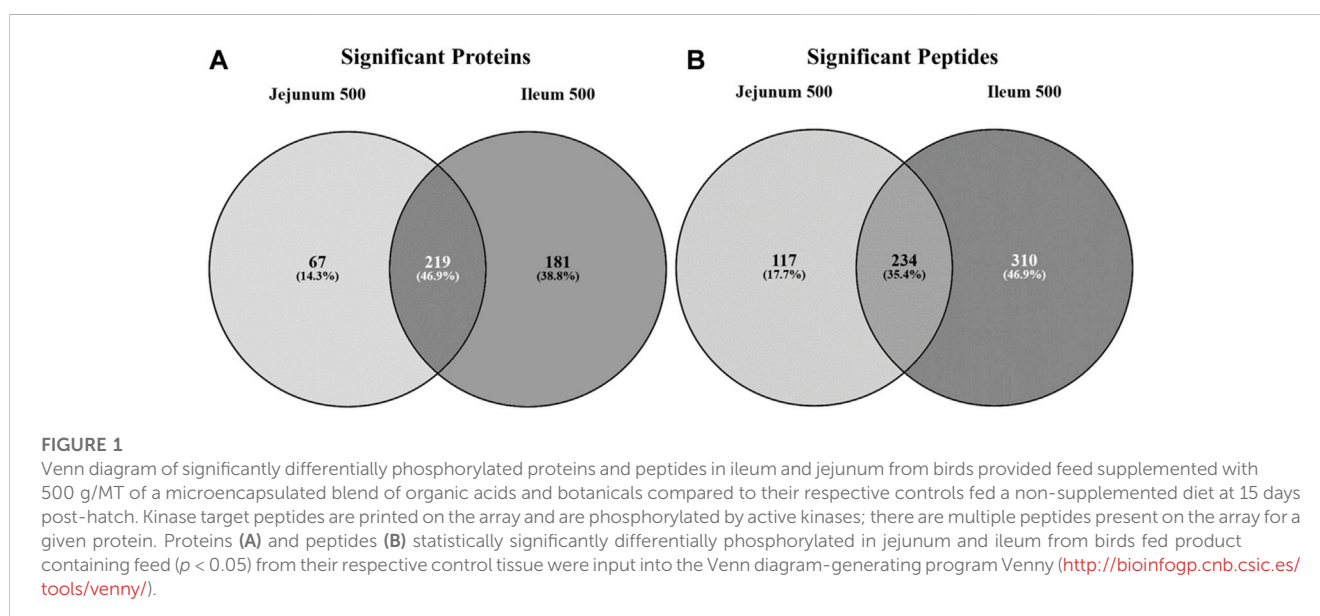 A Significant Proteins
Jejunum 500 Ileum 500
67 219 181
(14.3%) (46.9%) (38.8%)
B Significant Peptides
Jejunum 500 Ileum 500
117 234 310
(17.7%) (35.4%) (46.9%)
FIGURE 1
Venn diagram of significantly differentially phosphorylated proteins and peptides in ileum and jejunum from birds provided feed supplemented with
500 g/MT of a microencapsulated blend of organic acids and botanicals compared to their respective controls fed a non-supplemented diet at 15 days
post-hatch. Kinase target peptides are printed on the array and are phosphorylated by active kinases; there are multiple peptides present on the array for a
given protein. Proteins (A) and peptides (B) statistically significantly differentially phosphorylated in jejunum and ileum from birds fed product
containing feed (p < 0.05) from their respective control tissue were input into the Venn diagram-generating program Venny (http://bioinfogp.cnb.csic.es/
tools/venny/).